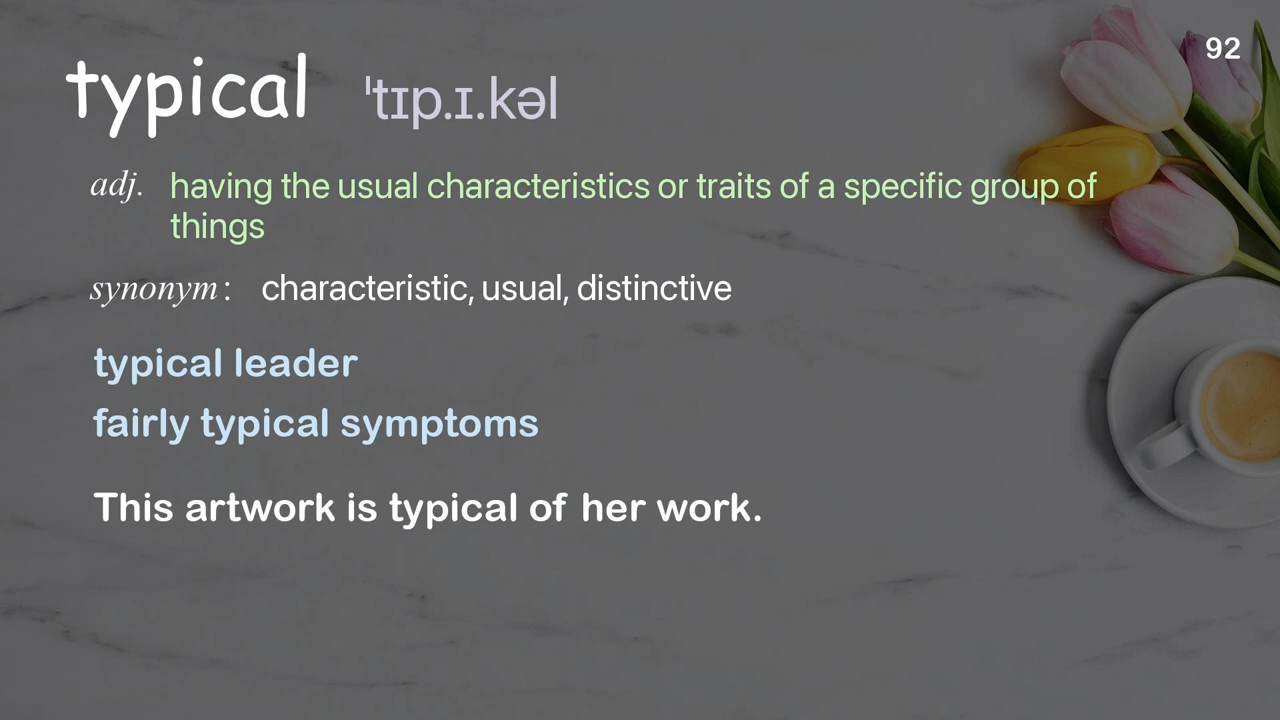 92
typical ˈtɪp.ɪ.kəl
adj. having the usual characteristics or traits of a specific group of
things
synonym: characteristic, usual, distinctive
typical leader
fairly typical symptoms
This artwork is typical of her work.